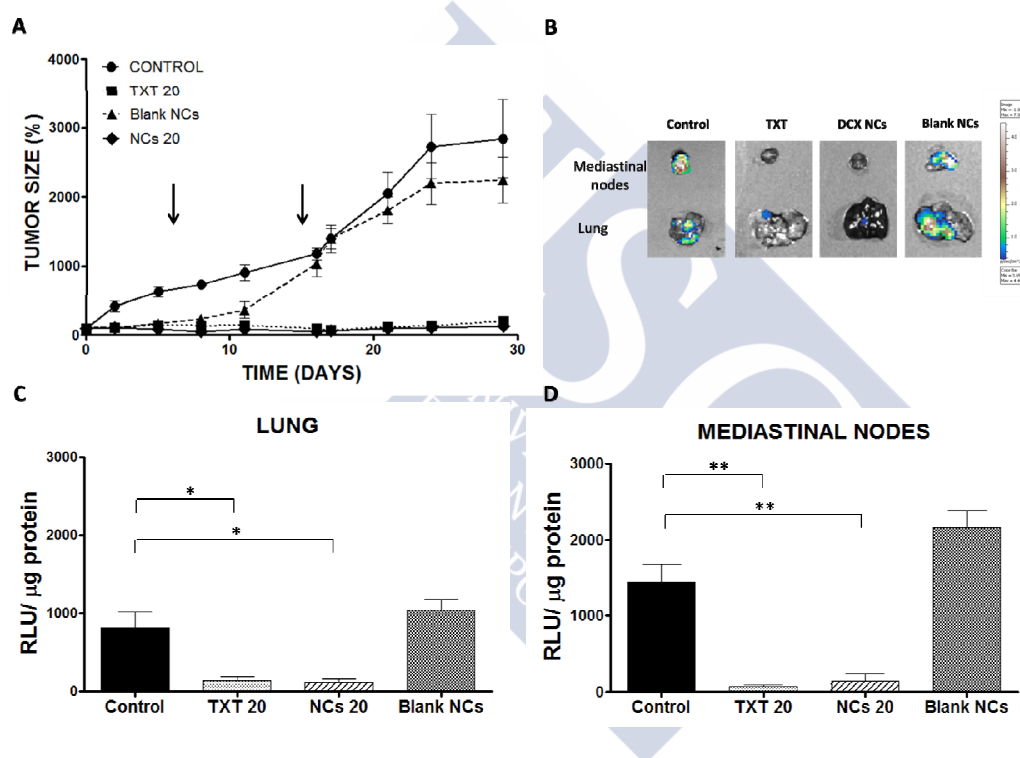 A
4000
3000
2000
1000
0
TUMOR SIZE (%)
CONTROL
TXT 20
Blank NCs
NCs 20
0 10 20 30
TIME (DAYS)
B
Control TXT DCX NCs Blank NCs
Mediastinal
nodes
Lung
Image
C
LUNG
3000
2000
1000
0
RLU/ µg protein
*
*
Control TXT 20 NCs 20 Blank NCs
D
MEDIASTINAL NODES
3000
2000
1000
0
RLU/ µg protein
**
**
Control TXT 20 NCs 20 Blank NCs